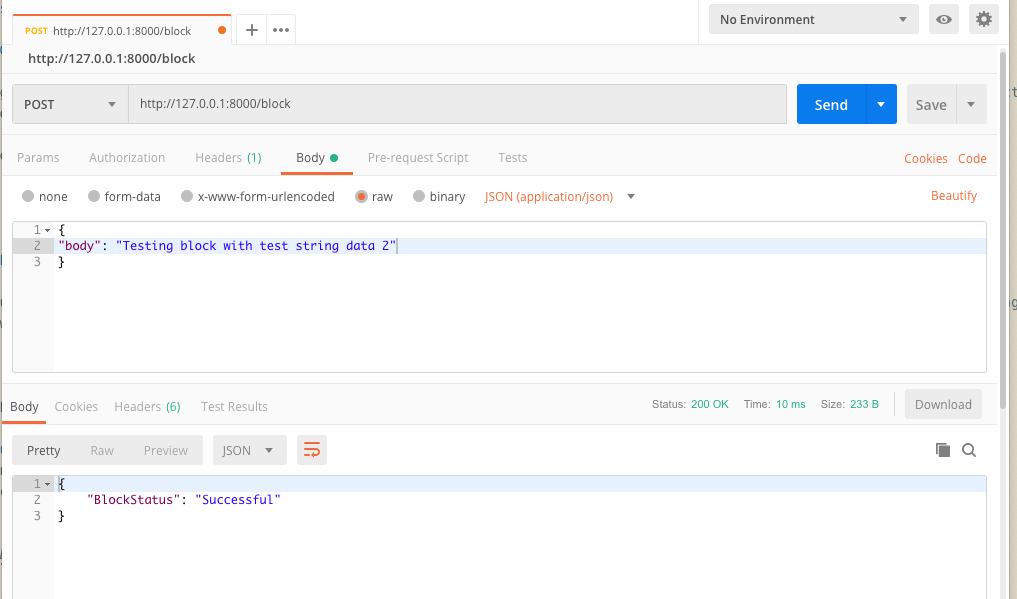 POST http://127.0.0.1:8000/block
No Environment
http://127.0.0.1:8000/block
POST http://127.0.0.1:8000/block Send Save
Params Authorization Headers (1) Body Pre-request Script Tests Cookies Code
none form-data x-www-form-urlencoded raw binary JSON (application/json) Beautify
1 {
2 "body": "Testing block with test string data 2"
3 }
Body Cookies Headers (6) Test Results Status: 200 OK Time: 10 ms Size: 233 B Download
Pretty Raw Preview JSON
1 {
2 "BlockStatus": "Successful"
3 }